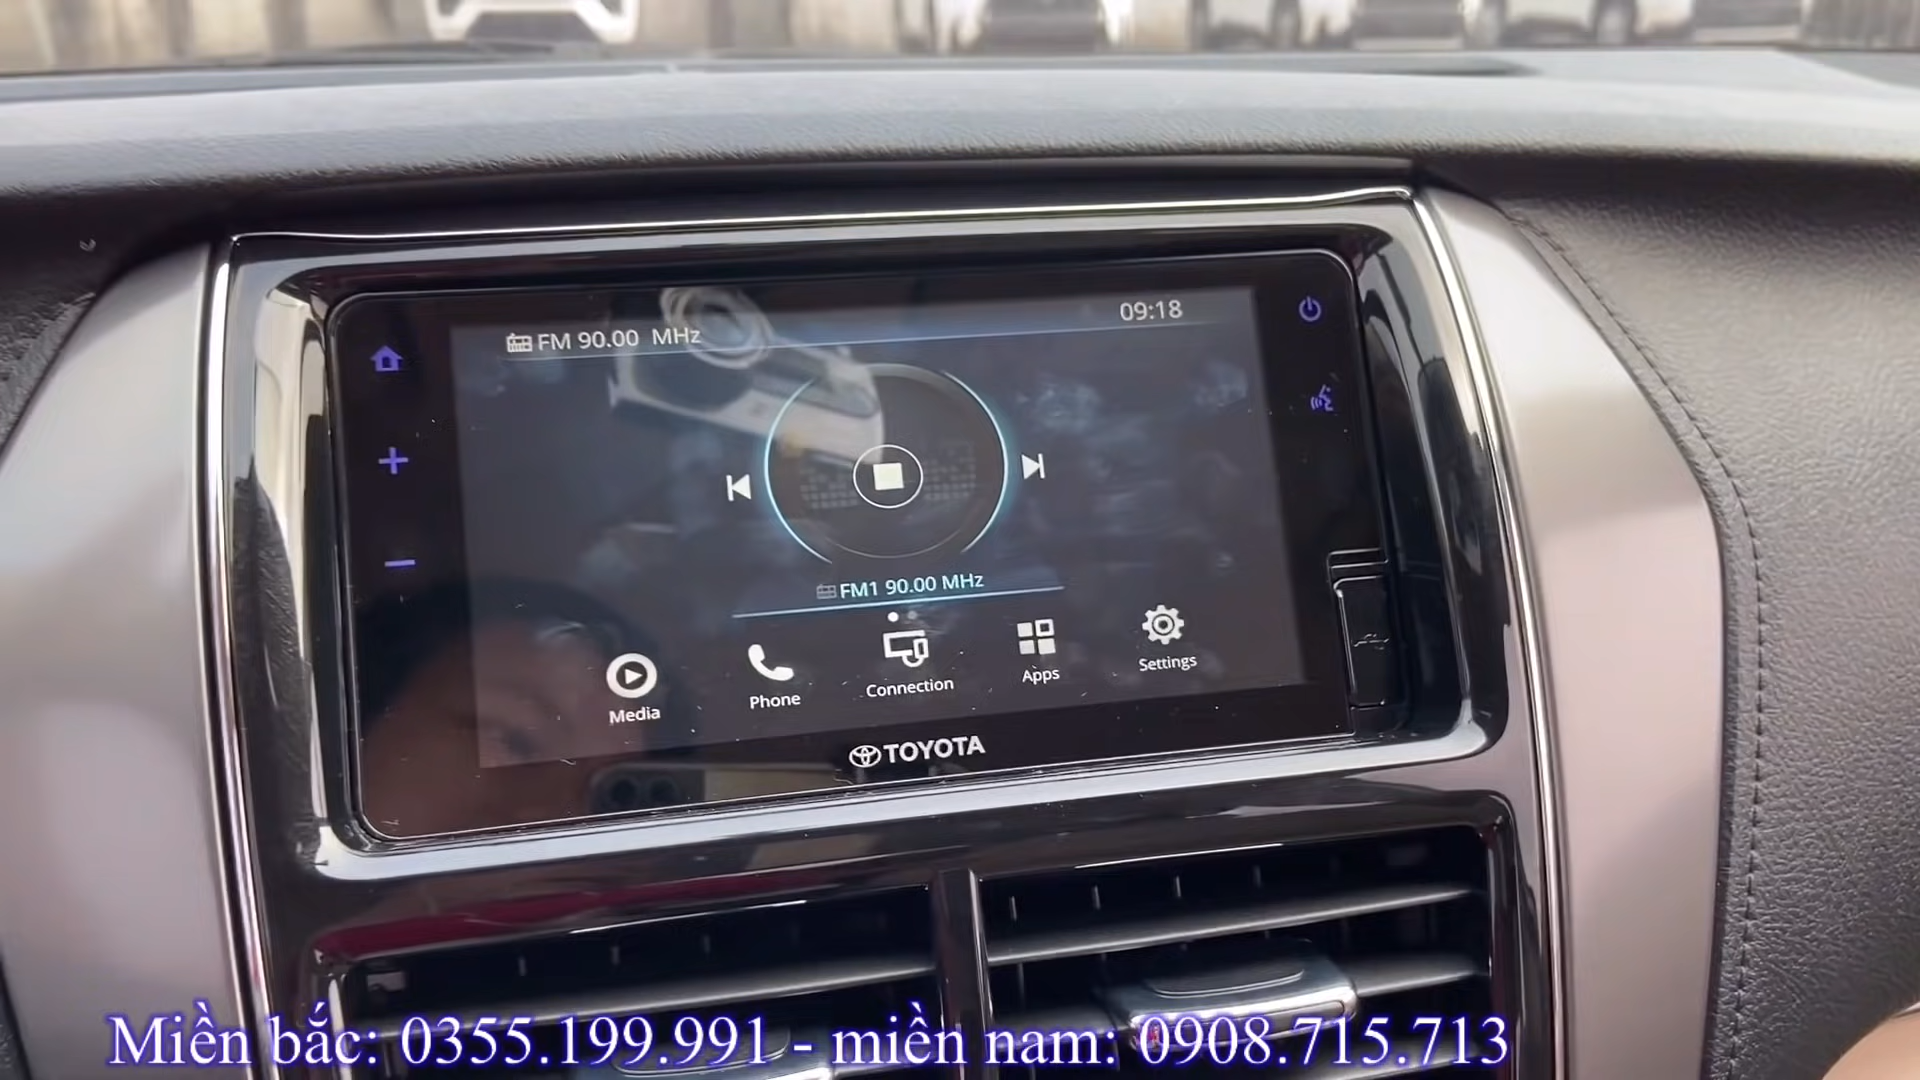 FM 90.00 MHz
09:18
FM1 90.00 MHz
Media
Phone
Connection
Apps
Settings
TOYOTA
Miền bắc: 0355.199.991 - miền nam: 0908.715.713